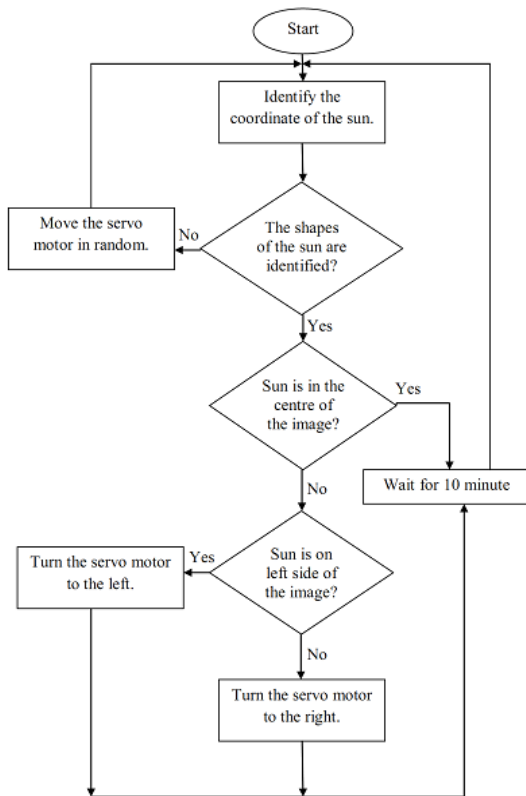 Start
Identify the
coordinate of the sun.
The shapes
of the sun are
identified?
No
Move the servo
motor in random.
Yes
Sun is in the
centre of
the image?
Yes
Wait for 10 minute
No
Sun is on
left side of
the image?
Yes
Turn the servo motor
to the left.
No
Turn the servo motor
to the right.